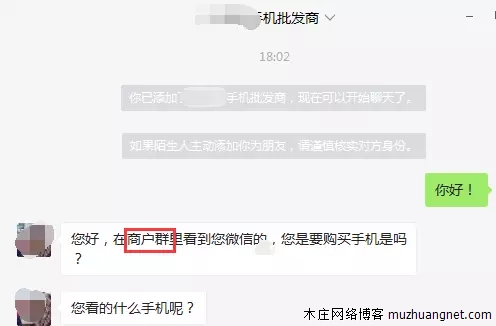 手机批发商
18:02
你已添加了手机批发商，现在可以开始聊天了。
如果陌生人主动添加你为朋友，请谨慎核实对方身份。
你好！
您好，在商户群里看到您微信的，您是要购买手机是吗
？
您看的什么手机呢？
木庄网络博客 muzhuangnet.com